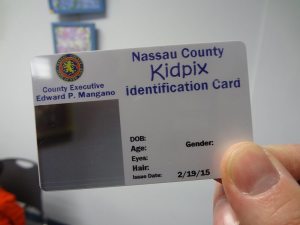 Nassau County
Kidpix
Identification Card
County Executive
Edward P. Mangano
DOB:
Age:
Gender:
Eyes:
Hair:
Issue Date: 2/19/15